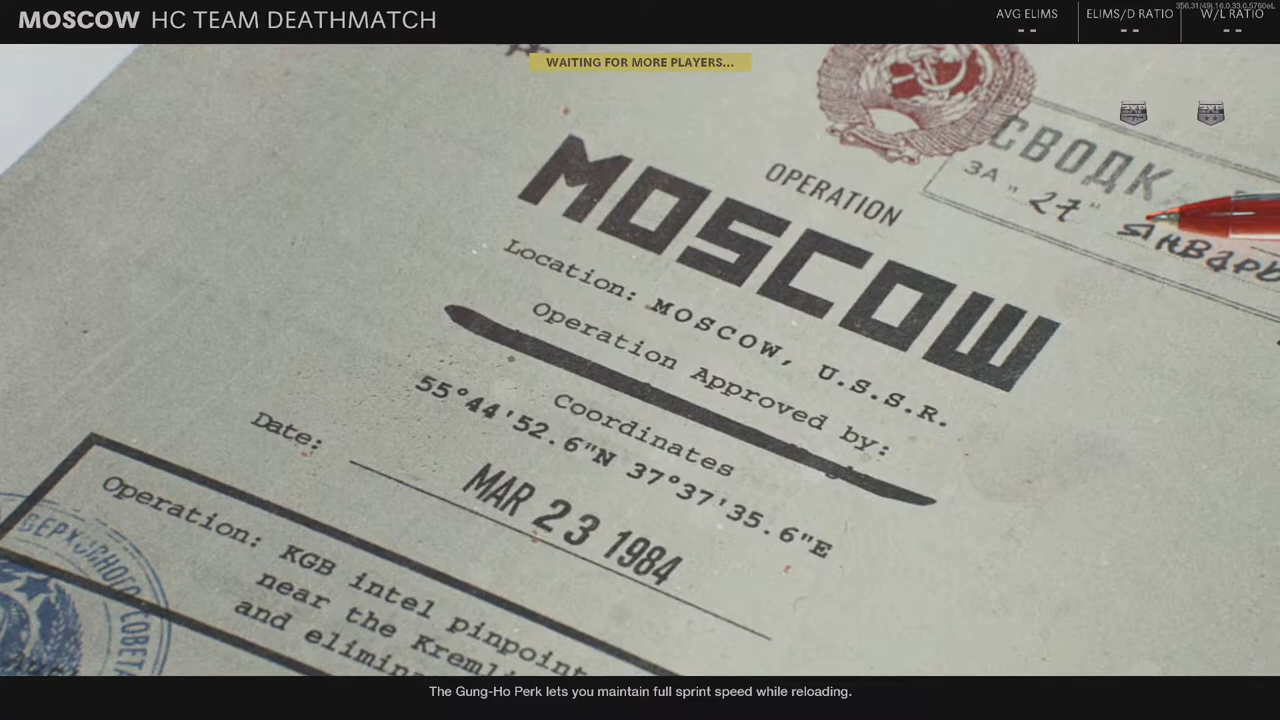 MOSCOW HC TEAM DEATHMATCH
AVG ELIMS
--
ELIMS/D RATIO
--
W/L RATIO
--
WAITING FOR MORE PLAYERS...
СВОДК
ЗА " 27 "
ЯНВАРЬ
OPERATION
MOSCOW
Location: MOSCOW, U.S.S.R.
Operation Approved by:
Coordinates
55°44'52.6"N 37°37'35.6"E
Date:
MAR 23 1984
Operation: KGB intel pinpoint
near the Kremli
and elimin
ВЕРХОВНОГО СОВЕТА
The Gung-Ho Perk lets you maintain full sprint speed while reloading.